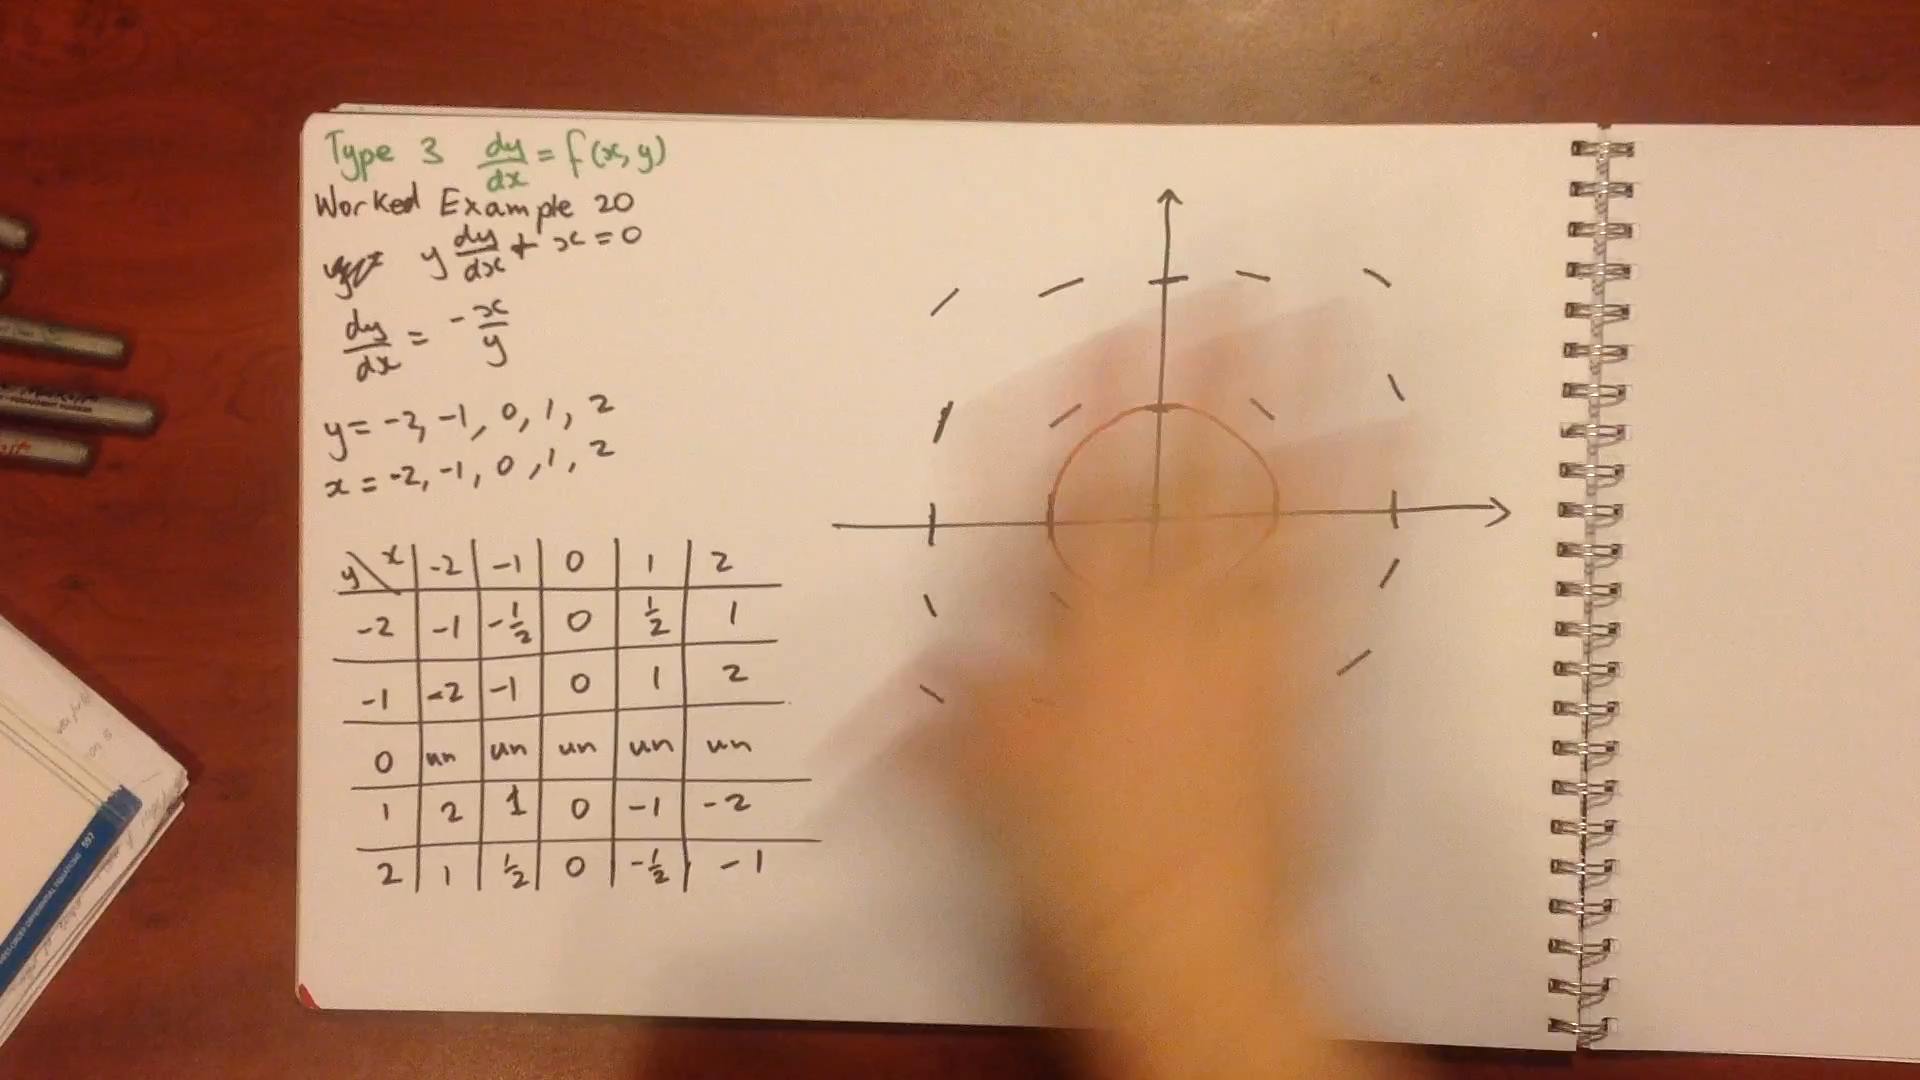 Type 3 dy/dx = f(x, y)
Worked Example 20
y dy/dx + x = 0
dy/dx = -x/y
y = -2, -1, 0, 1, 2
x = -2, -1, 0, 1, 2
y x -2 -1 0 1 2
-2 -1 -1/2 0 1/2 1
-1 -2 -1 0 1 2
0 un un un un un
1 2 1 0 -1 -2
2 1 1/2 0 -1/2 -1
597